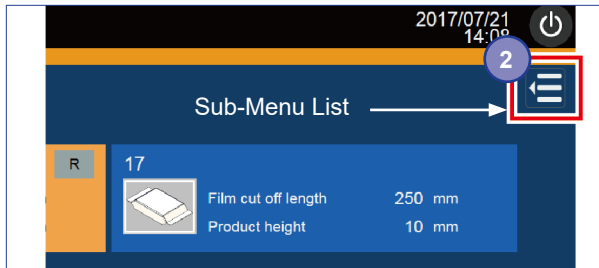 2017/07/21
14:08
2
Sub-Menu List
R 17
Film cut off length 250 mm
Product height 10 mm